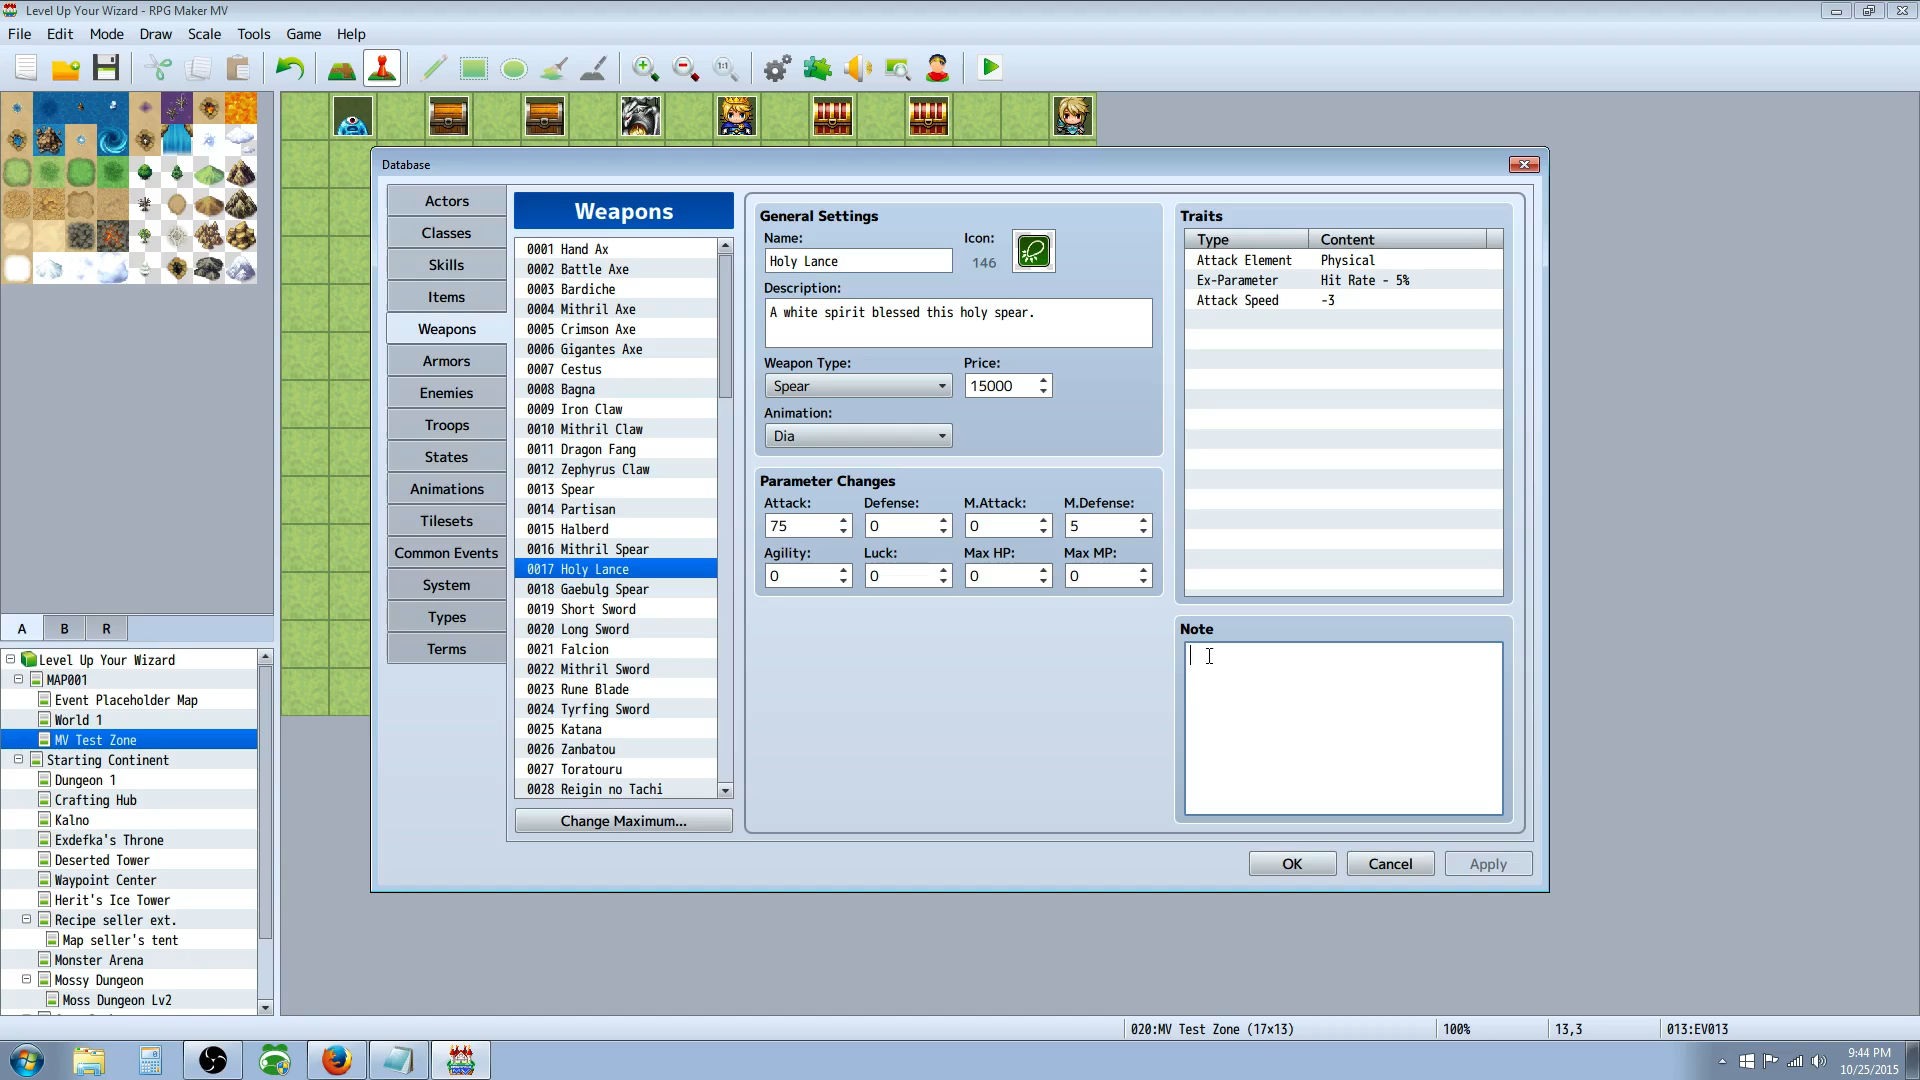 Level Up Your Wizard - RPG Maker MV
File Edit Mode Draw Scale Tools Game Help
1:1
Database
Actors
Classes
Skills
Items
Weapons
Armors
Enemies
Troops
States
Animations
Tilesets
Common Events
System
Types
Terms
Weapons
0001 Hand Ax
0002 Battle Axe
0003 Bardiche
0004 Mithril Axe
0005 Crimson Axe
0006 Gigantes Axe
0007 Cestus
0008 Bagna
0009 Iron Claw
0010 Mithril Claw
0011 Dragon Fang
0012 Zephyrus Claw
0013 Spear
0014 Partisan
0015 Halberd
0016 Mithril Spear
0017 Holy Lance
0018 Gaebulg Spear
0019 Short Sword
0020 Long Sword
0021 Falcion
0022 Mithril Sword
0023 Rune Blade
0024 Tyrfing Sword
0025 Katana
0026 Zanbatou
0027 Toratouru
0028 Reigin no Tachi
Change Maximum...
General Settings
Name: Icon:
Holy Lance 146
Description:
A white spirit blessed this holy spear.
Weapon Type: Price:
Spear 15000
Animation:
Dia
Parameter Changes
Attack: Defense: M.Attack: M.Defense:
75 0 0 5
Agility: Luck: Max HP: Max MP:
0 0 0 0
Traits
Type Content
Attack Element Physical
Ex-Parameter Hit Rate - 5%
Attack Speed -3
Note
OK Cancel Apply
A B R
Level Up Your Wizard
MAP001
Event Placeholder Map
World 1
MV Test Zone
Starting Continent
Dungeon 1
Crafting Hub
Kalno
Exdefka's Throne
Deserted Tower
Waypoint Center
Herit's Ice Tower
Recipe seller ext.
Map seller's tent
Monster Arena
Mossy Dungeon
Moss Dungeon Lv2
020:MV Test Zone (17x13) 100% 13,3 013:EV013
9:44 PM
10/25/2015